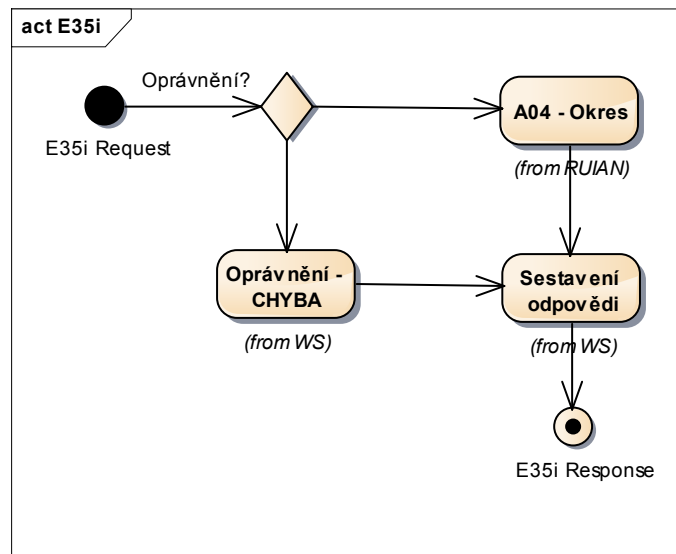 act E35i
Oprávnění?
E35i Request
A04 - Okres
(from RUIAN)
Oprávnění -
CHYBA
(from WS)
Sestavení
odpovědi
(from WS)
E35i Response